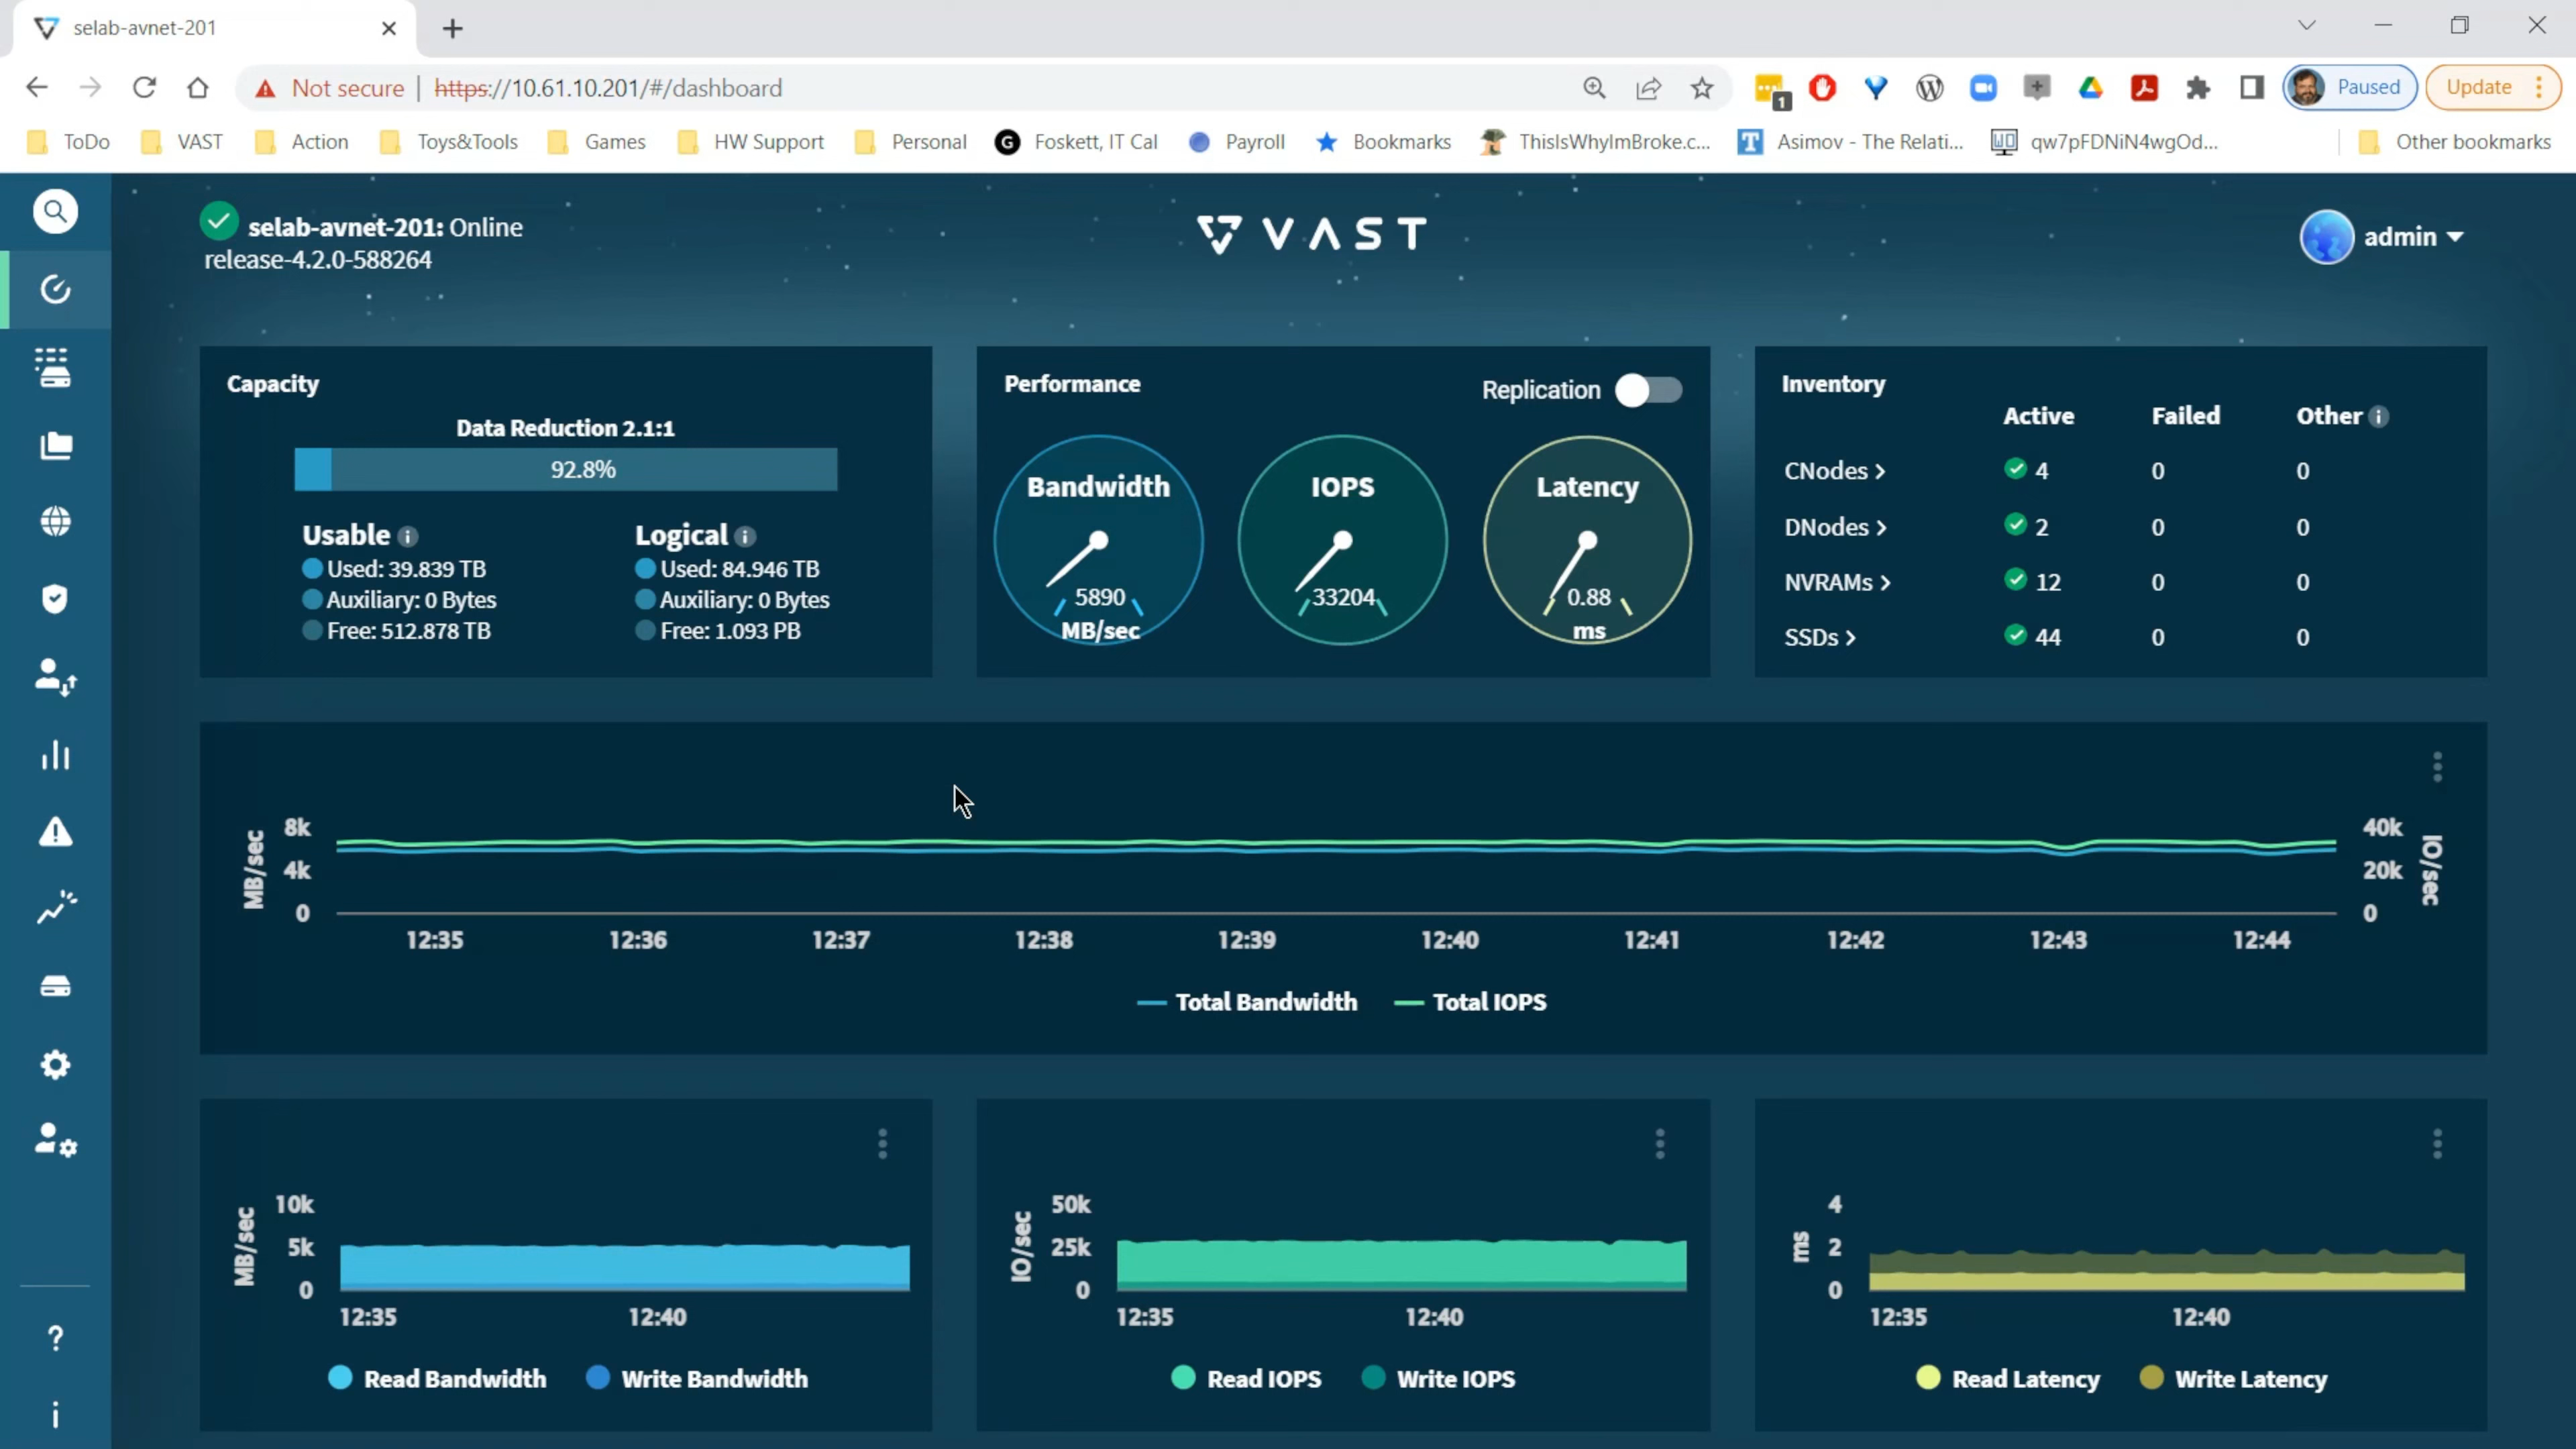 selab-avnet-201
Not secure | https://10.61.10.201/#/dashboard
1
Paused
Update
ToDo VAST Action Toys&Tools Games HW Support Personal Foskett, IT Cal Payroll Bookmarks ThisIsWhyImBroke.c... Asimov - The Relati... qw7pFDNiN4wgOd... Other bookmarks
selab-avnet-201: Online
release-4.2.0-588264
VAST
admin
Capacity
Data Reduction 2.1:1
92.8%
Usable Logical
Used: 39.839 TB Used: 84.946 TB
Auxiliary: 0 Bytes Auxiliary: 0 Bytes
Free: 512.878 TB Free: 1.093 PB
Performance Replication
Bandwidth IOPS Latency
5890 33204 0.88
MB/sec ms
Inventory
Active Failed Other
CNodes > 4 0 0
DNodes > 2 0 0
NVRAMs > 12 0 0
SSDs > 44 0 0
MB/sec
8k
4k
0
40k
20k
0
IO/sec
12:35 12:36 12:37 12:38 12:39 12:40 12:41 12:42 12:43 12:44
Total Bandwidth Total IOPS
MB/sec
10k
5k
0
12:35 12:40
Read Bandwidth Write Bandwidth
IO/sec
50k
25k
0
12:35 12:40
Read IOPS Write IOPS
ms
4
2
0
12:35 12:40
Read Latency Write Latency